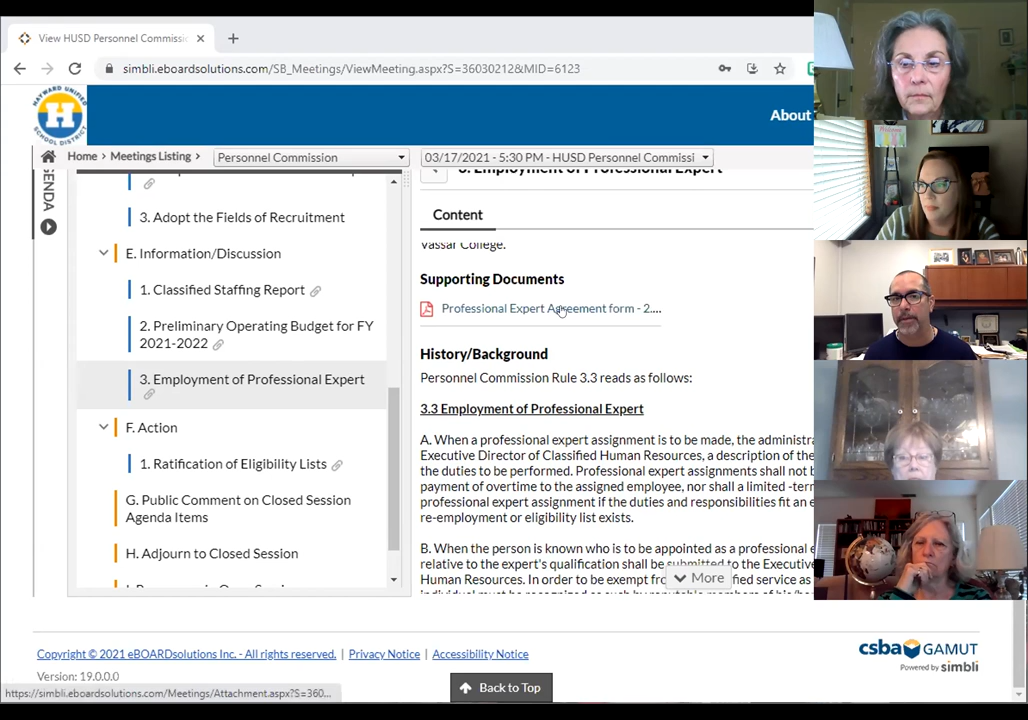 View HUSD Personnel Commissi
simbli.eboardsolutions.com/SB_Meetings/ViewMeeting.aspx?S=36030212&MID=6123
HAYWARD UNIFIED
H
SCHOOL DISTRICT
About
Home > Meetings Listing >
Personnel Commission
03/17/2021 - 5:30 PM - HUSD Personnel Commissi
3. Employment of Professional Expert
3. Adopt the Fields of Recruitment
E. Information/Discussion
1. Classified Staffing Report
2. Preliminary Operating Budget for FY
2021-2022
3. Employment of Professional Expert
F. Action
1. Ratification of Eligibility Lists
G. Public Comment on Closed Session
Agenda Items
H. Adjourn to Closed Session
Content
Vassar College.
Supporting Documents
Professional Expert Agreement form - 2....
History/Background
Personnel Commission Rule 3.3 reads as follows:
3.3 Employment of Professional Expert
A. When a professional expert assignment is to be made, the administra
Executive Director of Classified Human Resources, a description of the
the duties to be performed. Professional expert assignments shall not b
payment of overtime to the assigned employee, nor shall a limited -term
professional expert assignment if the duties and responsibilities fit an e
re-employment or eligibility list exists.
B. When the person is known who is to be appointed as a professional e
relative to the expert's qualification shall be submitted to the Executive
Human Resources. In order to be exempt fro
fied service as
More
Copyright © 2021 eBOARDsolutions Inc. - All rights reserved. | Privacy Notice | Accessibility Notice
Version: 19.0.0.0
csba GAMUT
Powered by simbli
https://simbli.eboardsolutions.com/Meetings/Attachment.aspx?S=360...
Back to Top